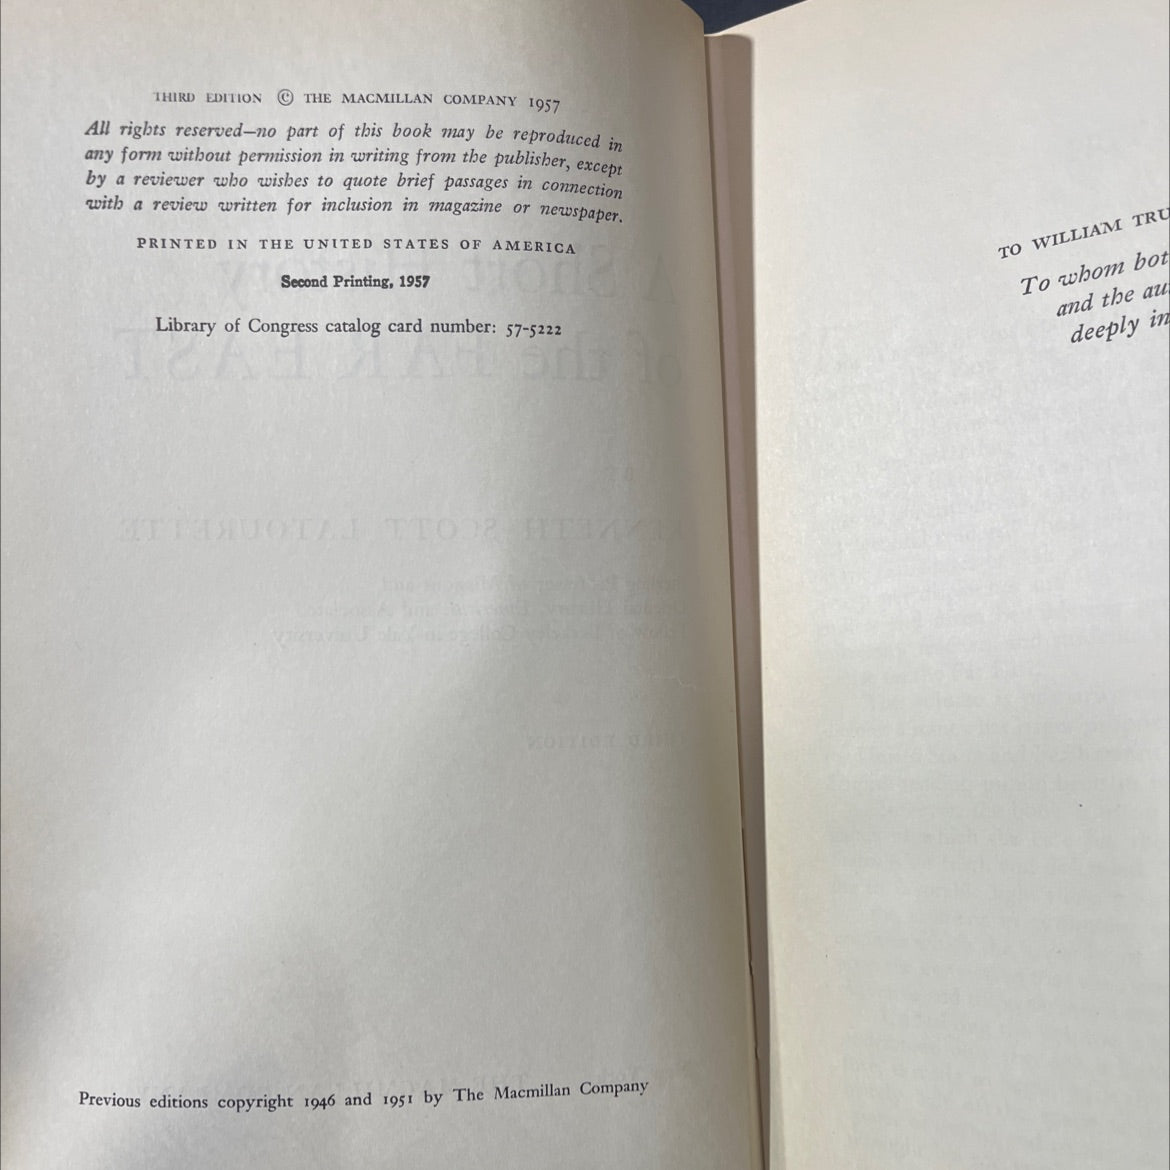 THIRD EDITION © THE MACMILLAN COMPANY 1957
All rights reserved—no part of this book may be reproduced in
any form without permission in writing from the publisher, except
by a reviewer who wishes to quote brief passages in connection
with a review written for inclusion in magazine or newspaper.
PRINTED IN THE UNITED STATES OF AMERICA
Second Printing, 1957
Library of Congress catalog card number: 57-5222
Previous editions copyright 1946 and 1951 by The Macmillan Company
TO WILLIAM TRU
To whom bot
and the au
deeply in